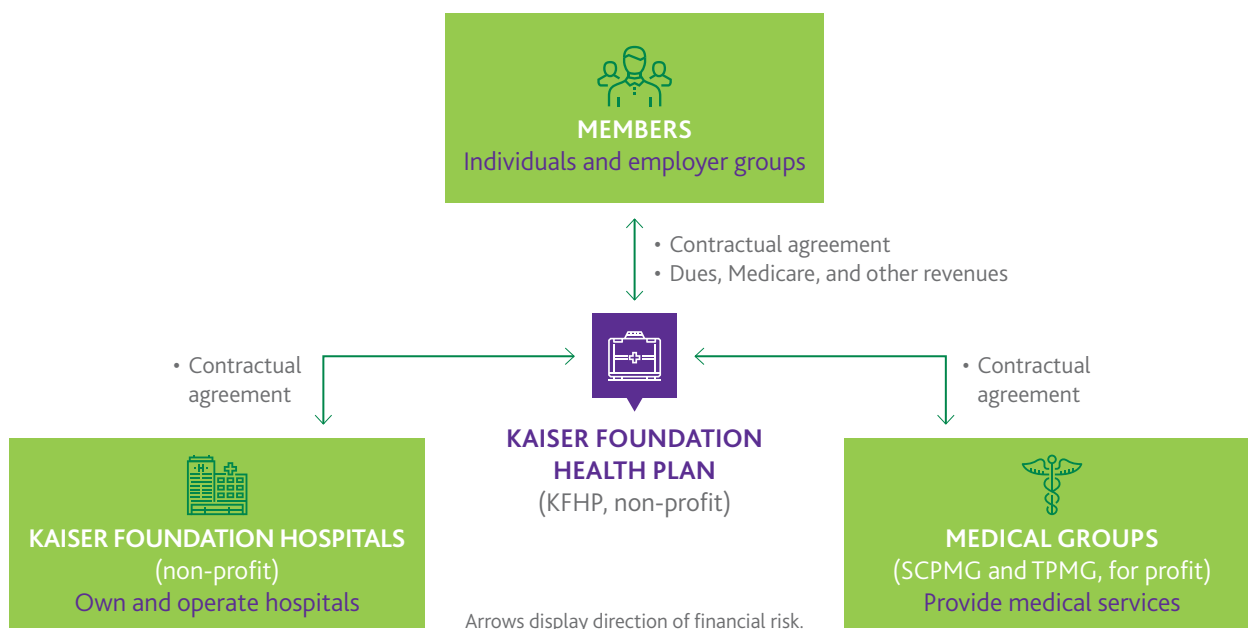 MEMBERS
Individuals and employer groups
• Contractual agreement
• Dues, Medicare, and other revenues
• Contractual
agreement
• Contractual
agreement
KAISER FOUNDATION
HEALTH PLAN
(KFHP, non-profit)
H
KAISER FOUNDATION HOSPITALS
(non-profit)
Own and operate hospitals
MEDICAL GROUPS
(SCPMG and TPMG, for profit)
Provide medical services
Arrows display direction of financial risk.